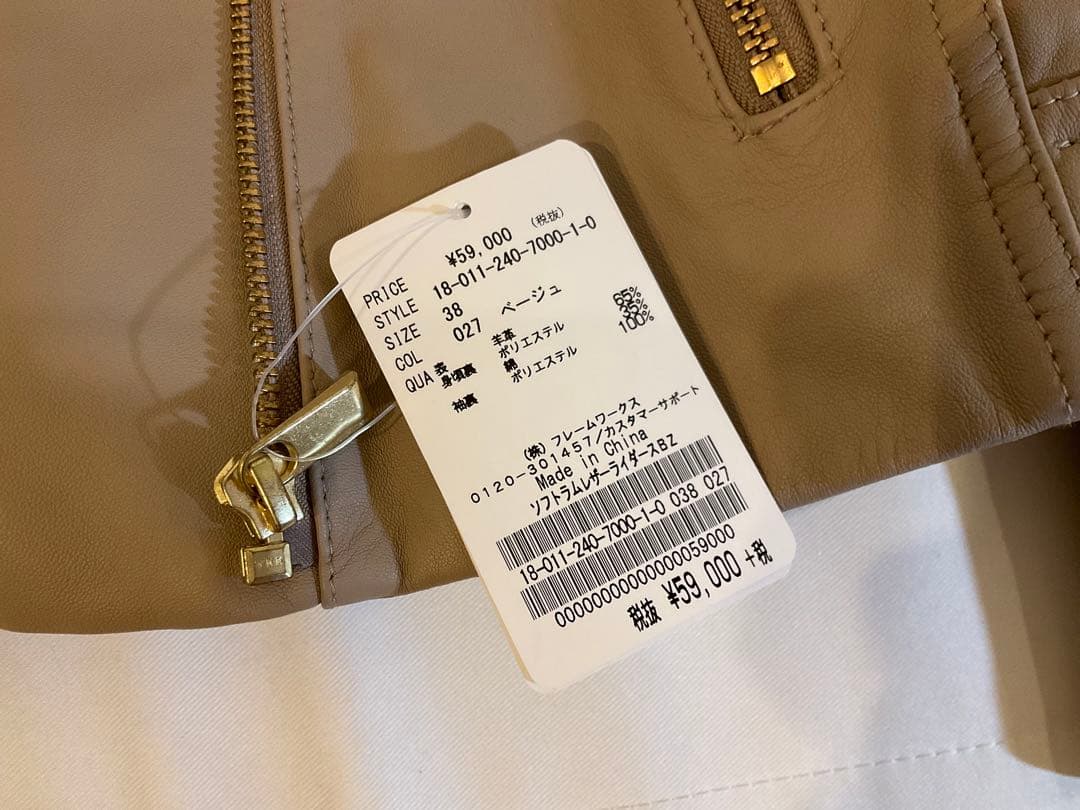 PRICE ¥59,000 (税抜)
STYLE 18-011-240-7000-1-0
SIZE 38
COL 027 ベージュ
QUA 表 羊革
身頃裏 ポリエステル 65%
綿 35%
袖裏 ポリエステル 100%
(株)フレームワークス
0120-301457/カスタマーサポート
Made in China
ソフトラムレザーライダースBZ
18-011-240-7000-1-0 038 027
0000000000000059000
税抜 ¥59,000 +税